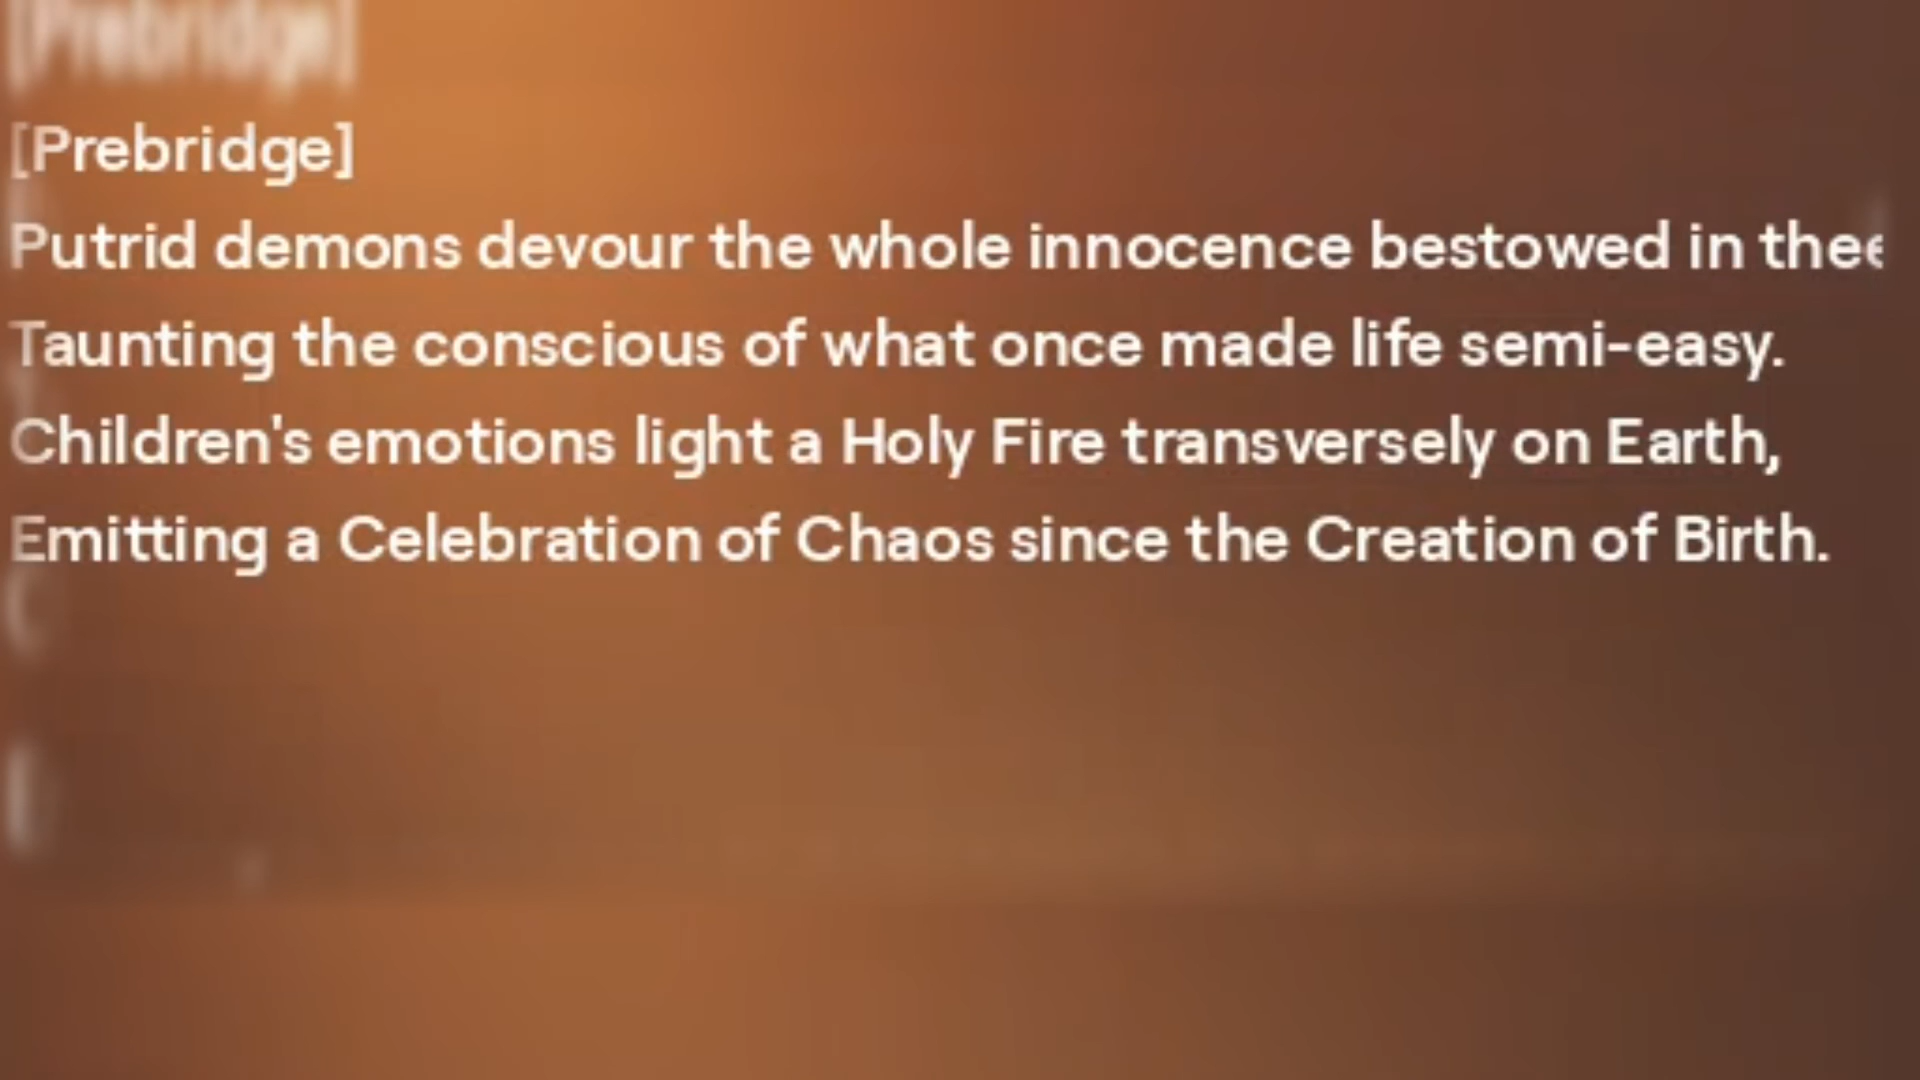 [Prebridge]
[Prebridge]
Putrid demons devour the whole innocence bestowed in thee
Taunting the conscious of what once made life semi-easy.
Children's emotions light a Holy Fire transversely on Earth,
Emitting a Celebration of Chaos since the Creation of Birth.